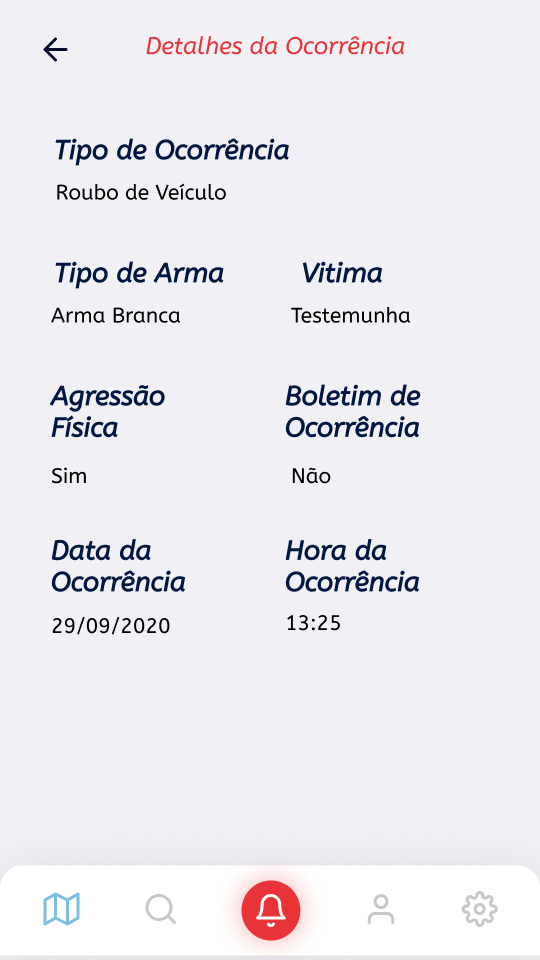 Detalhes da Ocorrência
Tipo de Ocorrência
Roubo de Veículo
Tipo de Arma
Vitima
Arma Branca
Testemunha
Agressão
Física
Boletim de
Ocorrência
Sim
Não
Data da
Ocorrência
Hora da
Ocorrência
29/09/2020
13:25